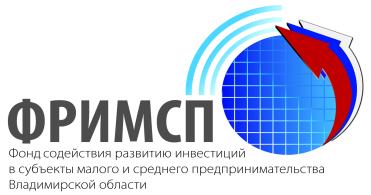 ФРИМСП
Фонд содействия развитию инвестиций
в субъекты малого и среднего предпринимательства
Владимирской области